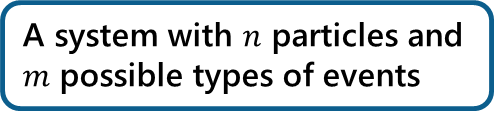 A system with n particles and
m possible types of events